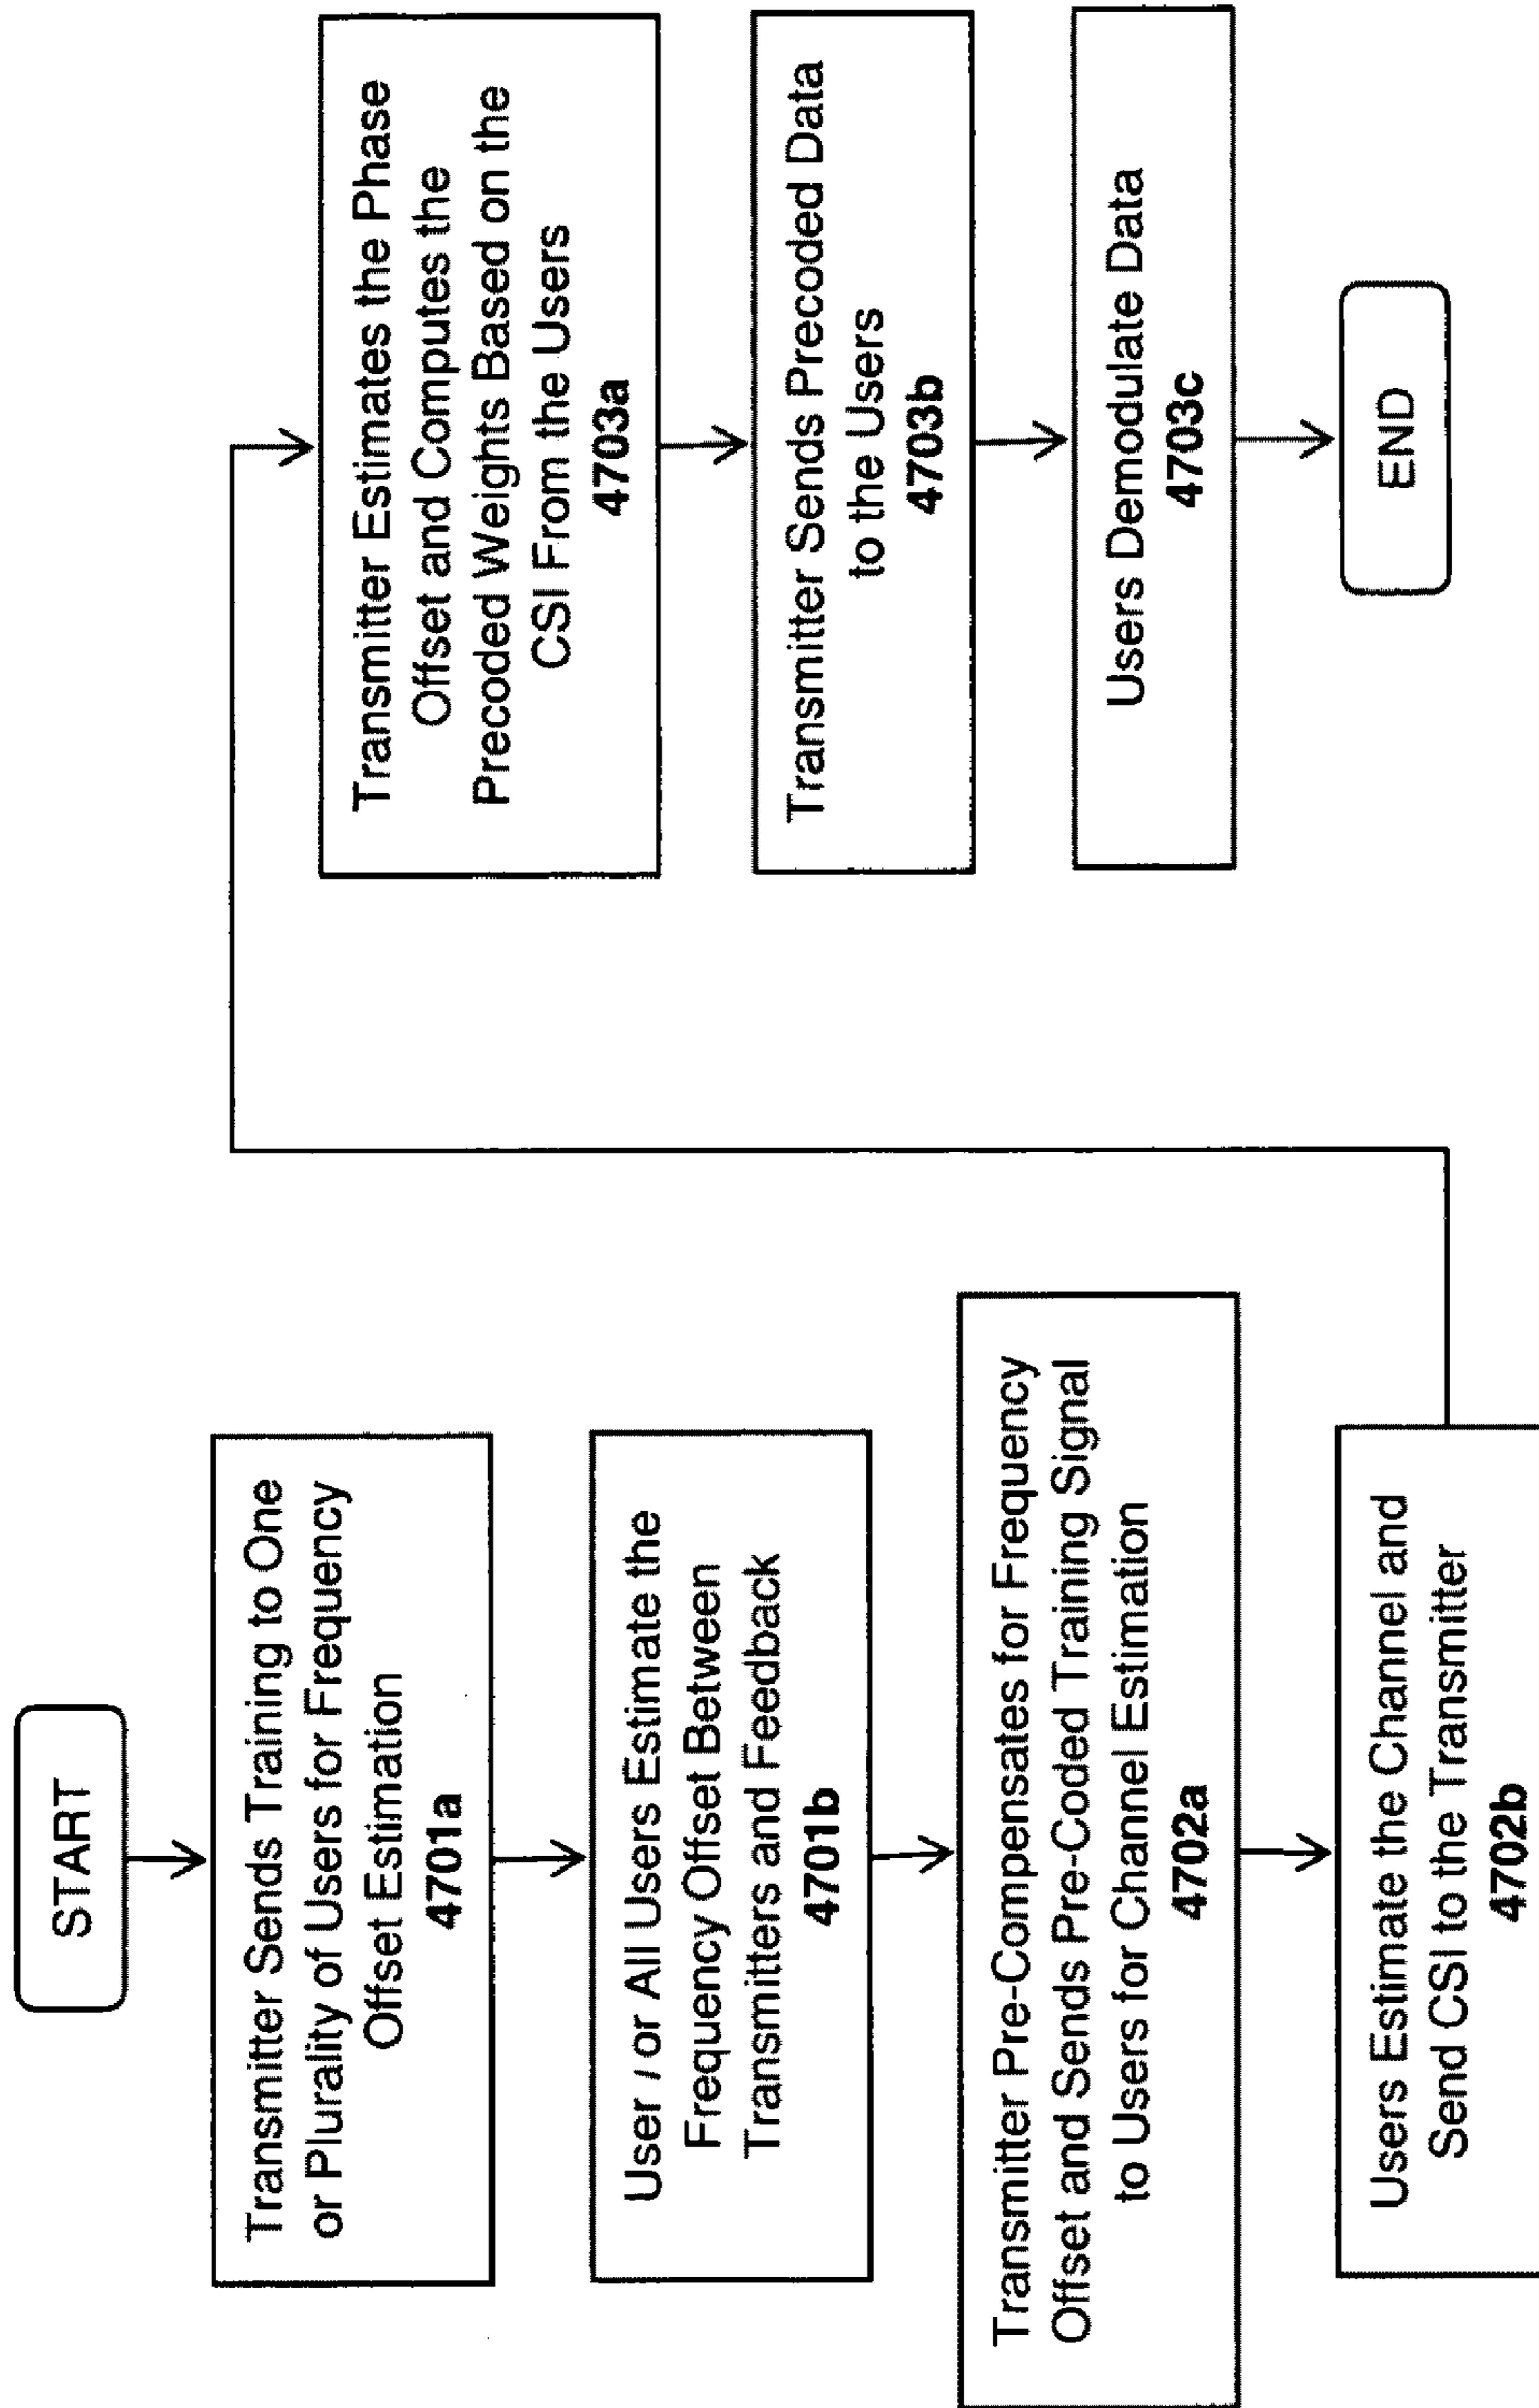 START
Transmitter Sends Training to One
or Plurality of Users for Frequency
Offset Estimation
4701a
User i or All Users Estimate the
Frequency Offset Between
Transmitters and Feedback
4701b
Transmitter Pre-Compensates for Frequency
Offset and Sends Pre-Coded Training Signal
to Users for Channel Estimation
4702a
Users Estimate the Channel and
Send CSI to the Transmitter
4702b
Transmitter Estimates the Phase
Offset and Computes the
Precoded Weights Based on the
CSI From the Users
4703a
Transmitter Sends Precoded Data
to the Users
4703b
Users Demodulate Data
4703c
END